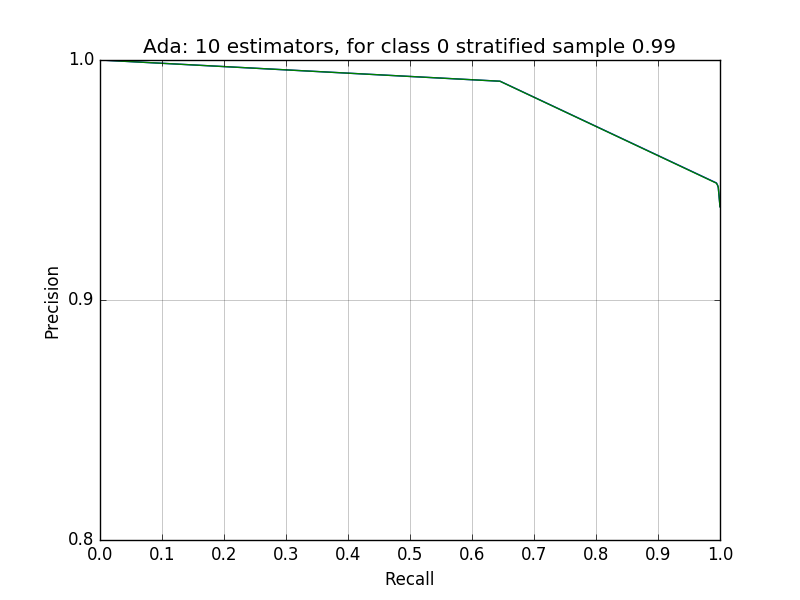 Ada: 10 estimators, for class 0 stratified sample 0.99
1.0
0.9
0.8
Precision
0.0 0.1 0.2 0.3 0.4 0.5 0.6 0.7 0.8 0.9 1.0
Recall